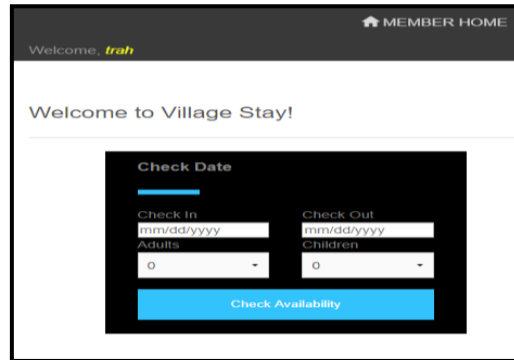 MEMBER HOME
Welcome, trah
Welcome to Village Stay!
Check Date
Check In Check Out
mm/dd/yyyy mm/dd/yyyy
Adults Children
0 0
Check Availability